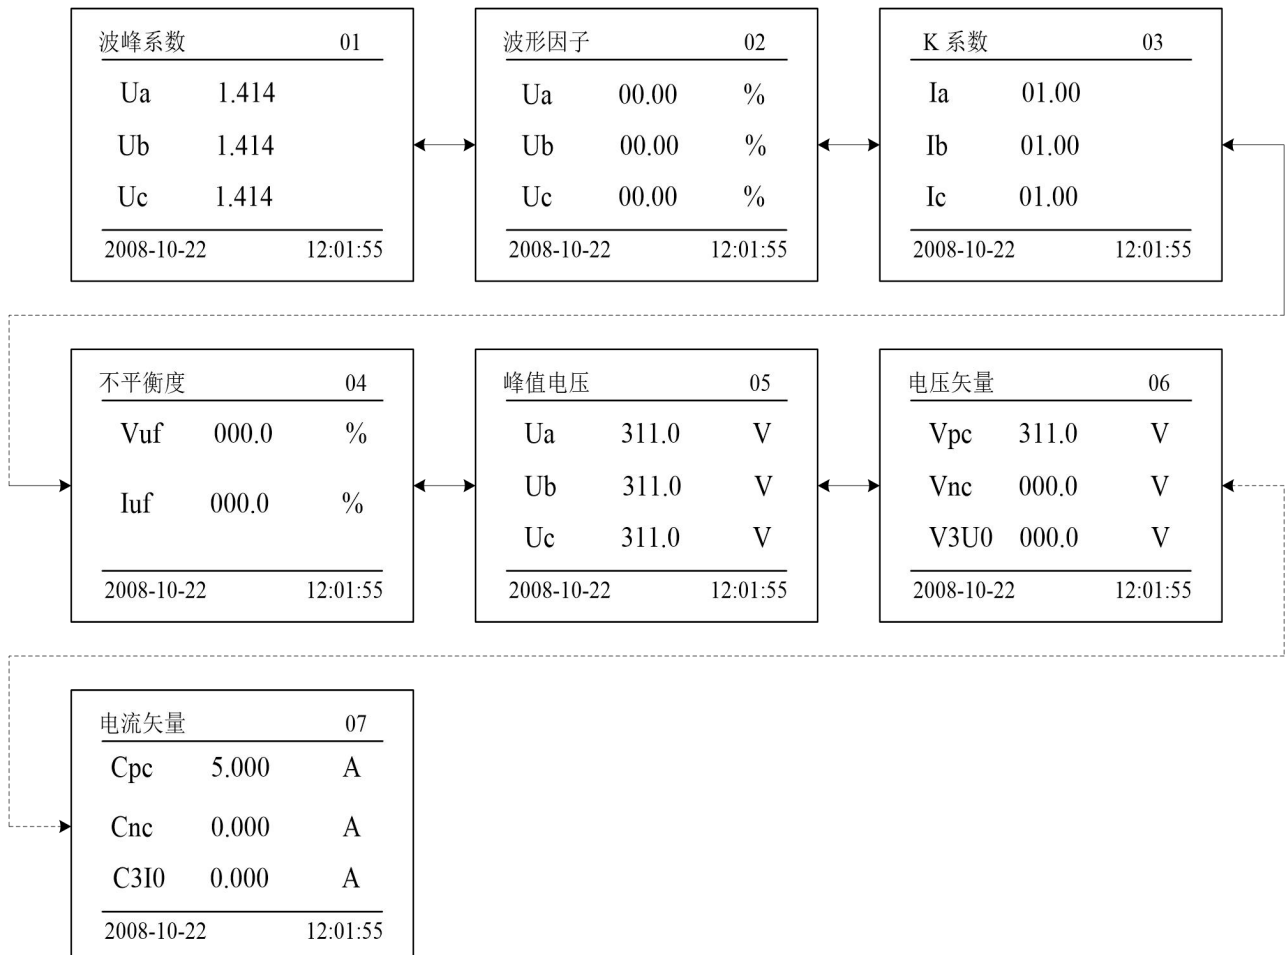 波峰系数 01
Ua 1.414
Ub 1.414
Uc 1.414
2008-10-22 12:01:55
波形因子 02
Ua 00.00 %
Ub 00.00 %
Uc 00.00 %
2008-10-22 12:01:55
K 系数 03
Ia 01.00
Ib 01.00
Ic 01.00
2008-10-22 12:01:55
不平衡度 04
Vuf 000.0 %
Iuf 000.0 %
2008-10-22 12:01:55
峰值电压 05
Ua 311.0 V
Ub 311.0 V
Uc 311.0 V
2008-10-22 12:01:55
电压矢量 06
Vpc 311.0 V
Vnc 000.0 V
V3U0 000.0 V
2008-10-22 12:01:55
电流矢量 07
Cpc 5.000 A
Cnc 0.000 A
C3I0 0.000 A
2008-10-22 12:01:55